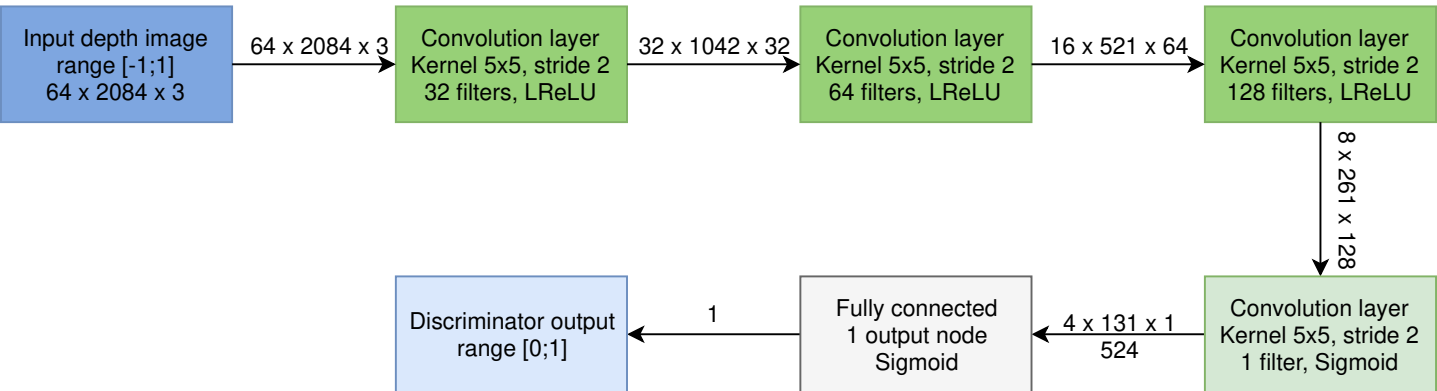 Input depth image
range [-1;1]
64 x 2084 x 3
64 x 2084 x 3
Convolution layer
Kernel 5x5, stride 2
32 filters, LReLU
32 x 1042 x 32
Convolution layer
Kernel 5x5, stride 2
64 filters, LReLU
16 x 521 x 64
Convolution layer
Kernel 5x5, stride 2
128 filters, LReLU
8 x 261 x 128
Convolution layer
Kernel 5x5, stride 2
1 filter, Sigmoid
4 x 131 x 1
524
Fully connected
1 output node
Sigmoid
1
Discriminator output
range [0;1]